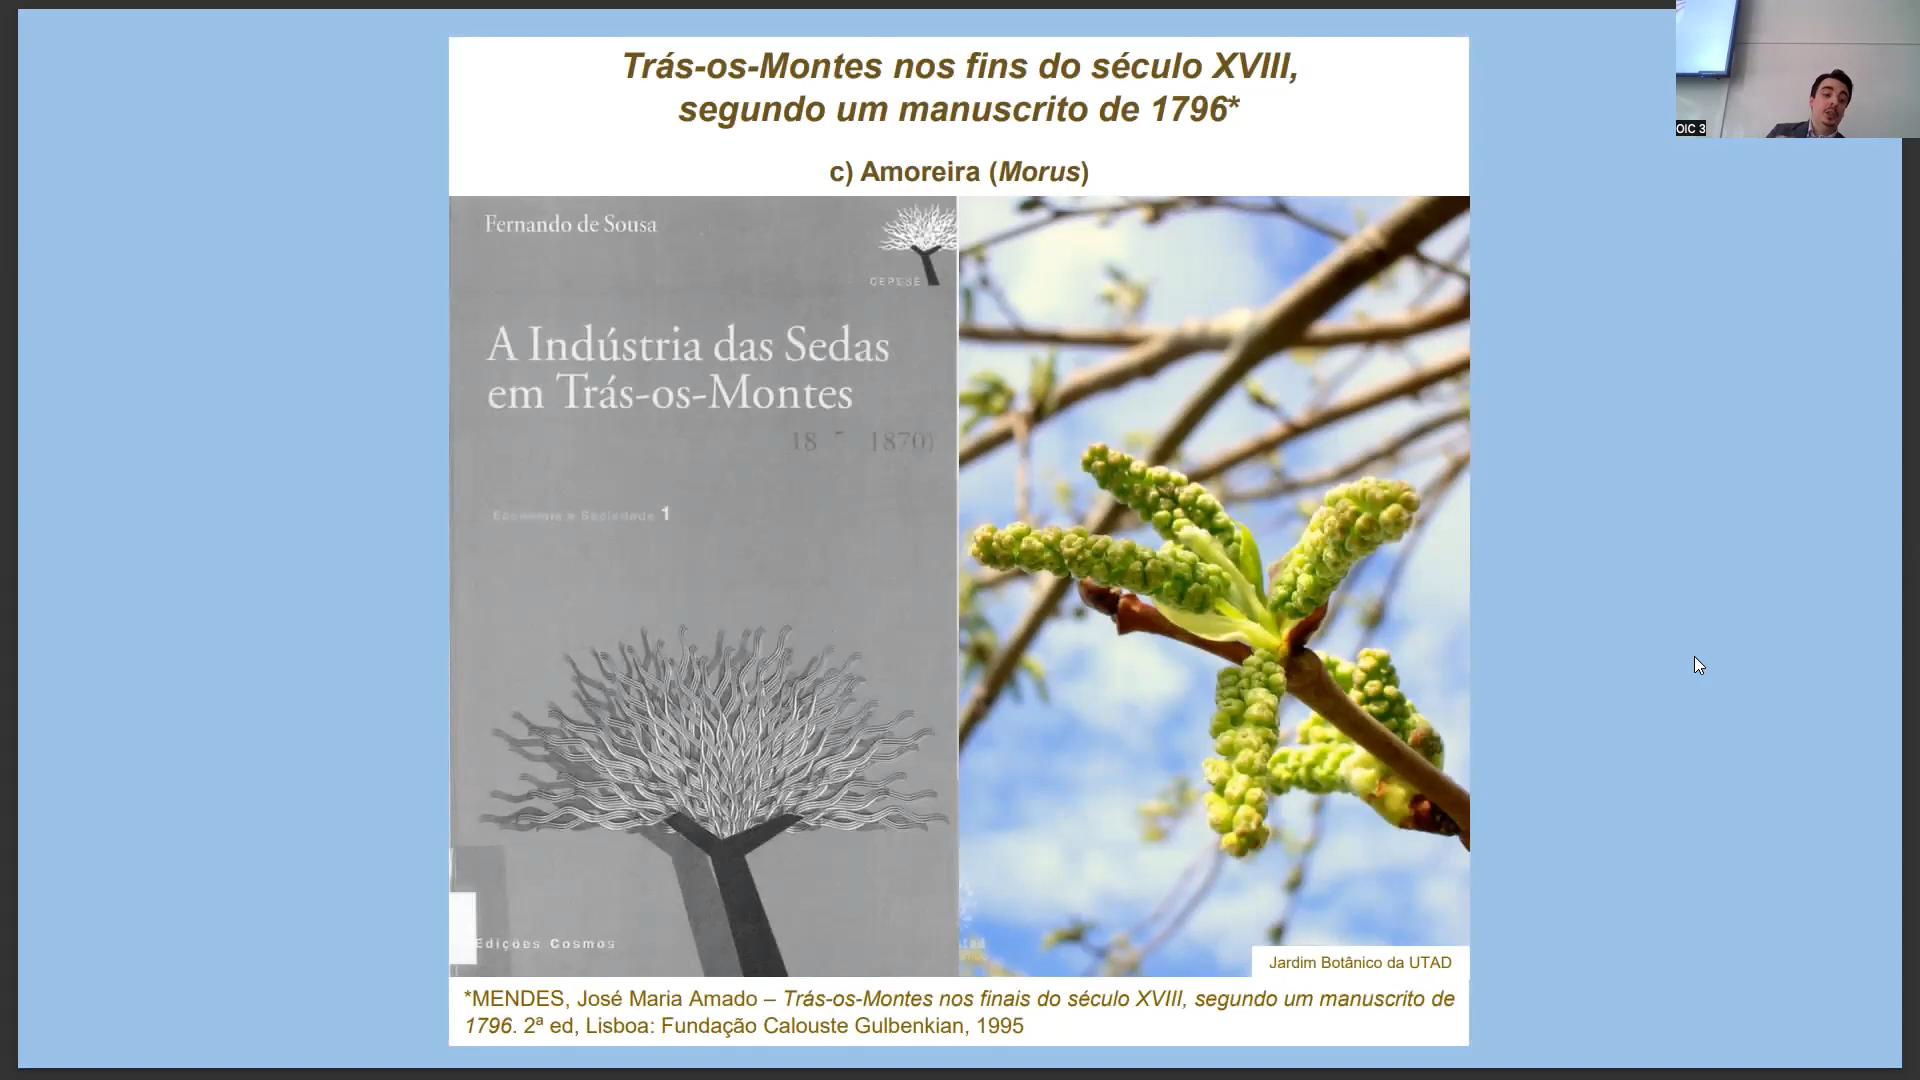 Trás-os-Montes nos fins do século XVIII,
segundo um manuscrito de 1796*
c) Amoreira (Morus)
Fernando de Sousa
CEPESE
A Indústria das Sedas
em Trás-os-Montes
1870)
Economia e Sociedade 1
Edições Cosmos
Jardim Botânico da UTAD
*MENDES, José Maria Amado – Trás-os-Montes nos finais do século XVIII, segundo um manuscrito de
1796. 2ª ed, Lisboa: Fundação Calouste Gulbenkian, 1995
OIC 3